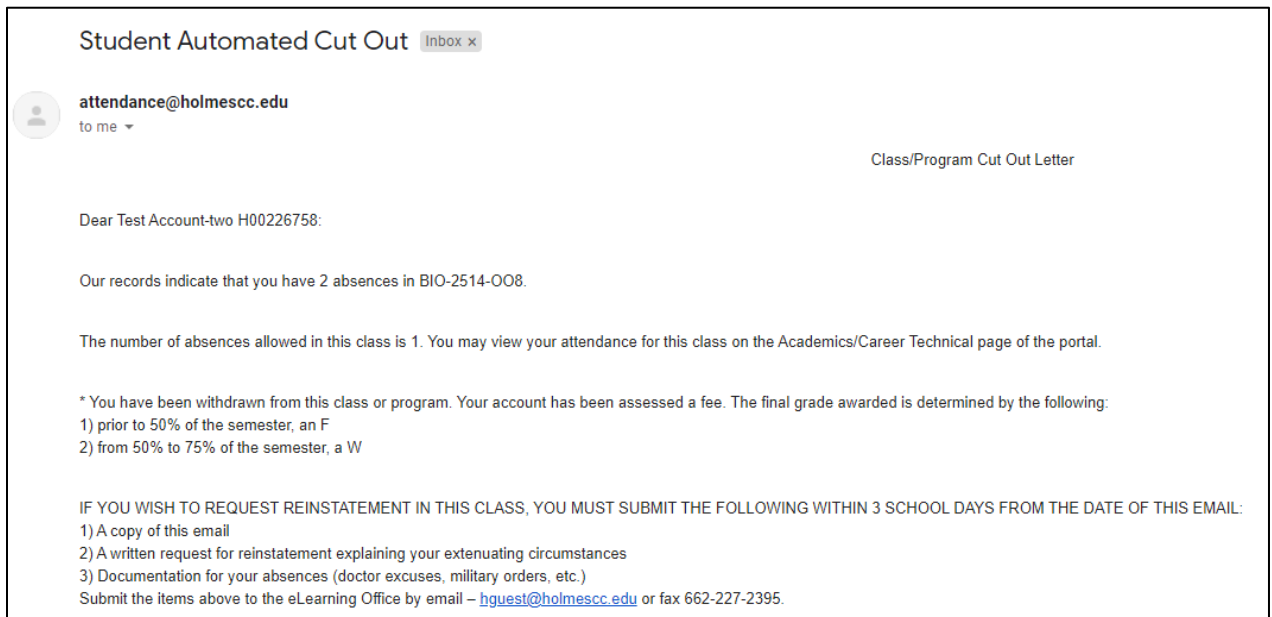 Student Automated Cut Out Inbox x
attendance@holmescc.edu
to me
Class/Program Cut Out Letter
Dear Test Account-two H00226758:
Our records indicate that you have 2 absences in BIO-2514-OO8.
The number of absences allowed in this class is 1. You may view your attendance for this class on the Academics/Career Technical page of the portal.
* You have been withdrawn from this class or program. Your account has been assessed a fee. The final grade awarded is determined by the following:
1) prior to 50% of the semester, an F
2) from 50% to 75% of the semester, a W
IF YOU WISH TO REQUEST REINSTATEMENT IN THIS CLASS, YOU MUST SUBMIT THE FOLLOWING WITHIN 3 SCHOOL DAYS FROM THE DATE OF THIS EMAIL:
1) A copy of this email
2) A written request for reinstatement explaining your extenuating circumstances
3) Documentation for your absences (doctor excuses, military orders, etc.)
Submit the items above to the eLearning Office by email – hguest@holmescc.edu or fax 662-227-2395.